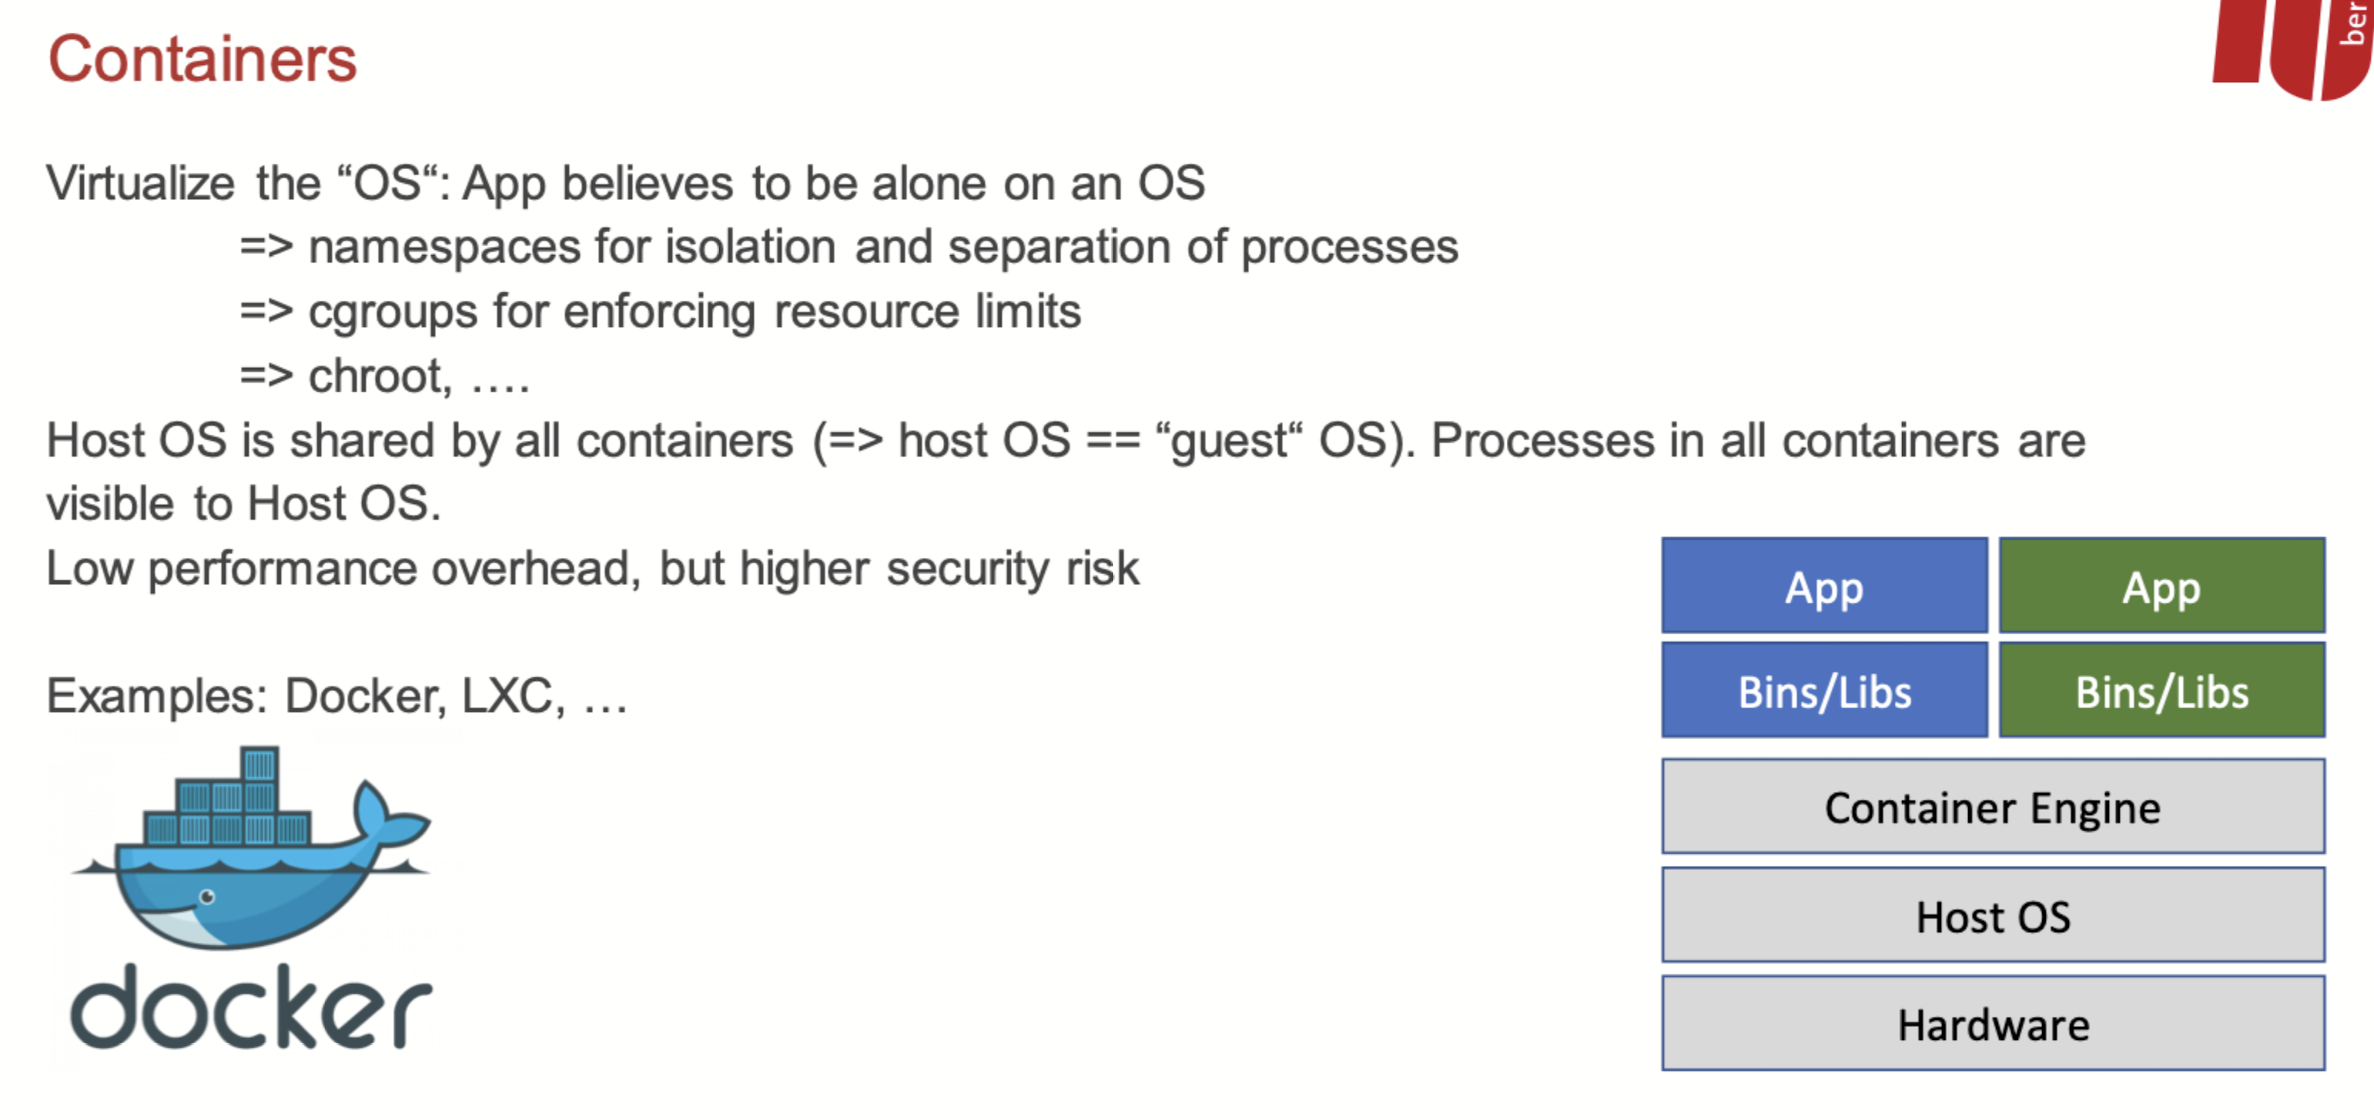 Containers
ber
Virtualize the “OS“: App believes to be alone on an OS
=> namespaces for isolation and separation of processes
=> cgroups for enforcing resource limits
=> chroot, ....
Host OS is shared by all containers (=> host OS == “guest“ OS). Processes in all containers are
visible to Host OS.
Low performance overhead, but higher security risk
Examples: Docker, LXC, ...
docker
App
App
Bins/Libs
Bins/Libs
Container Engine
Host OS
Hardware